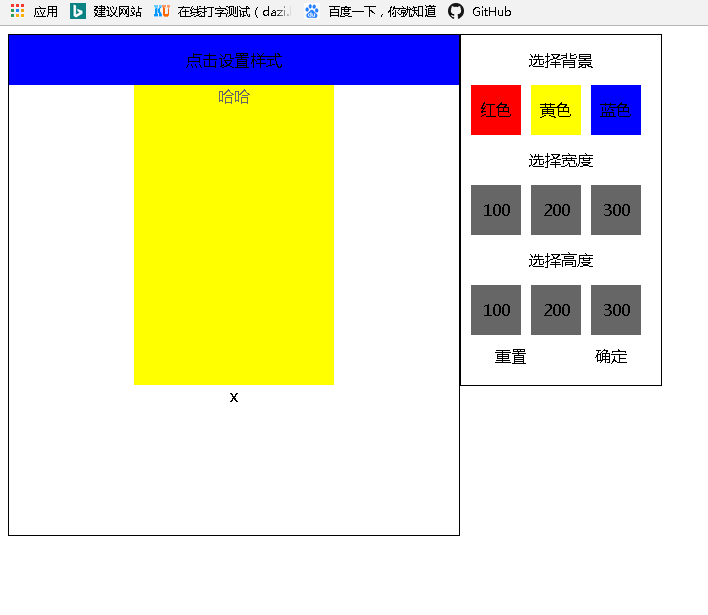 应用 建议网站 KU 在线打字测试（dazi. 百度一下，你就知道 GitHub
点击设置样式
哈哈
x
选择背景
红色 黄色 蓝色
选择宽度
100 200 300
选择高度
100 200 300
重置 确定